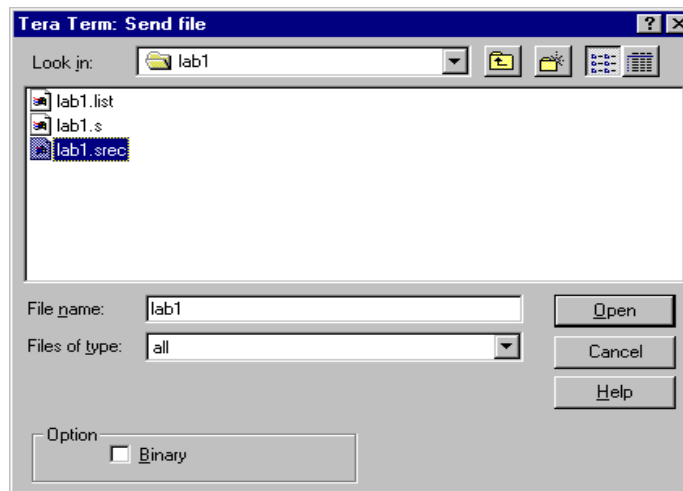 Tera Term: Send file
Look in: lab1
lab1.list
lab1.s
lab1.srec
File name: lab1 Open
Files of type: all Cancel
Help
Option
Binary